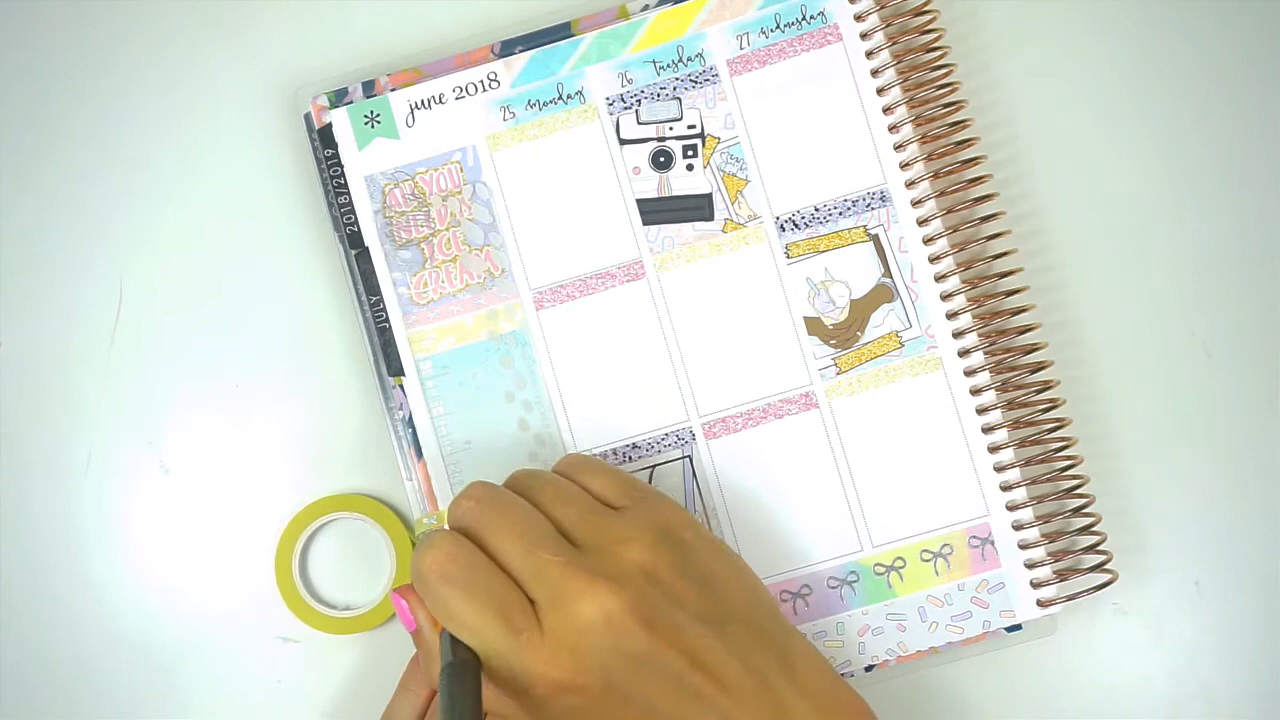 june 2018
*
25 monday
26 tuesday
27 wednesday
2018/2019
JULY
ALL YOU
NEED IS
ICE
CREAM